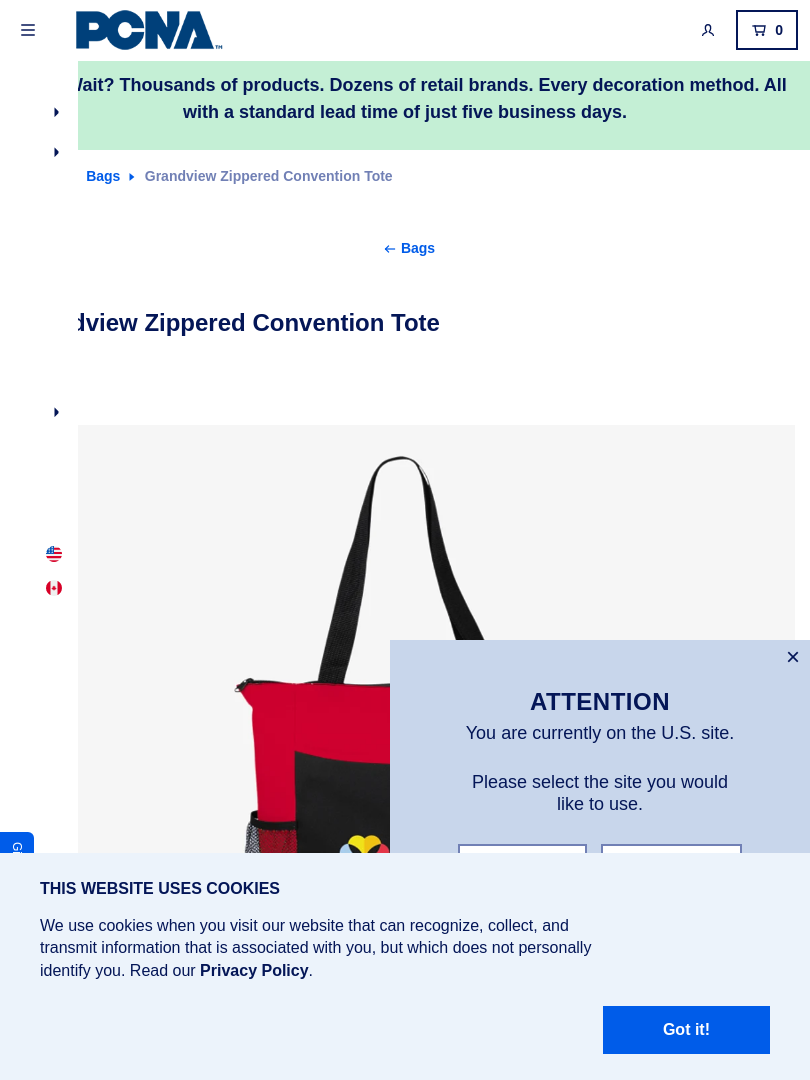 PCNA™
0
Wait? Thousands of products. Dozens of retail brands. Every decoration method. All
with a standard lead time of just five business days.
Bags
Grandview Zippered Convention Tote
← Bags
dview Zippered Convention Tote
ATTENTION
You are currently on the U.S. site.
Please select the site you would
like to use.
THIS WEBSITE USES COOKIES
We use cookies when you visit our website that can recognize, collect, and
transmit information that is associated with you, but which does not personally
identify you. Read our Privacy Policy.
Got it!